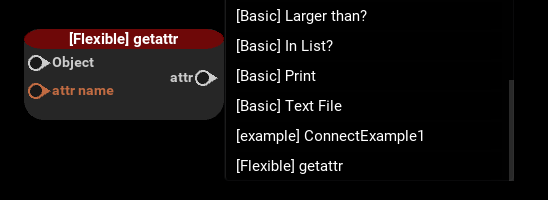 [Flexible] getattr
Object
attr
attr name
[Basic] Larger than?
[Basic] In List?
[Basic] Print
[Basic] Text File
[example] ConnectExample1
[Flexible] getattr